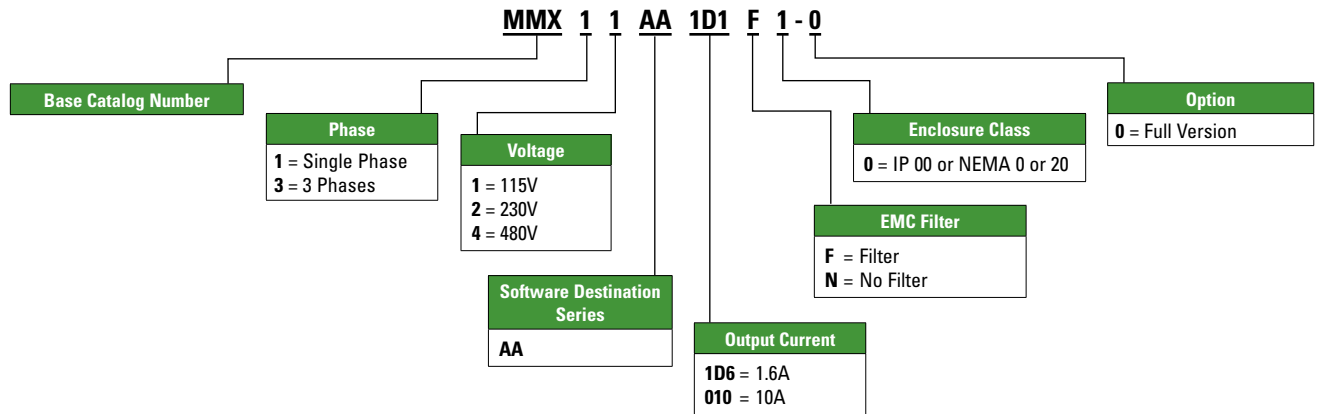 MMX 1 1 AA 1D1 F 1 - 0
Base Catalog Number
Phase
1 = Single Phase
3 = 3 Phases
Voltage
1 = 115V
2 = 230V
4 = 480V
Software Destination
Series
AA
Output Current
1D6 = 1.6A
010 = 10A
EMC Filter
F = Filter
N = No Filter
Enclosure Class
0 = IP 00 or NEMA 0 or 20
Option
0 = Full Version